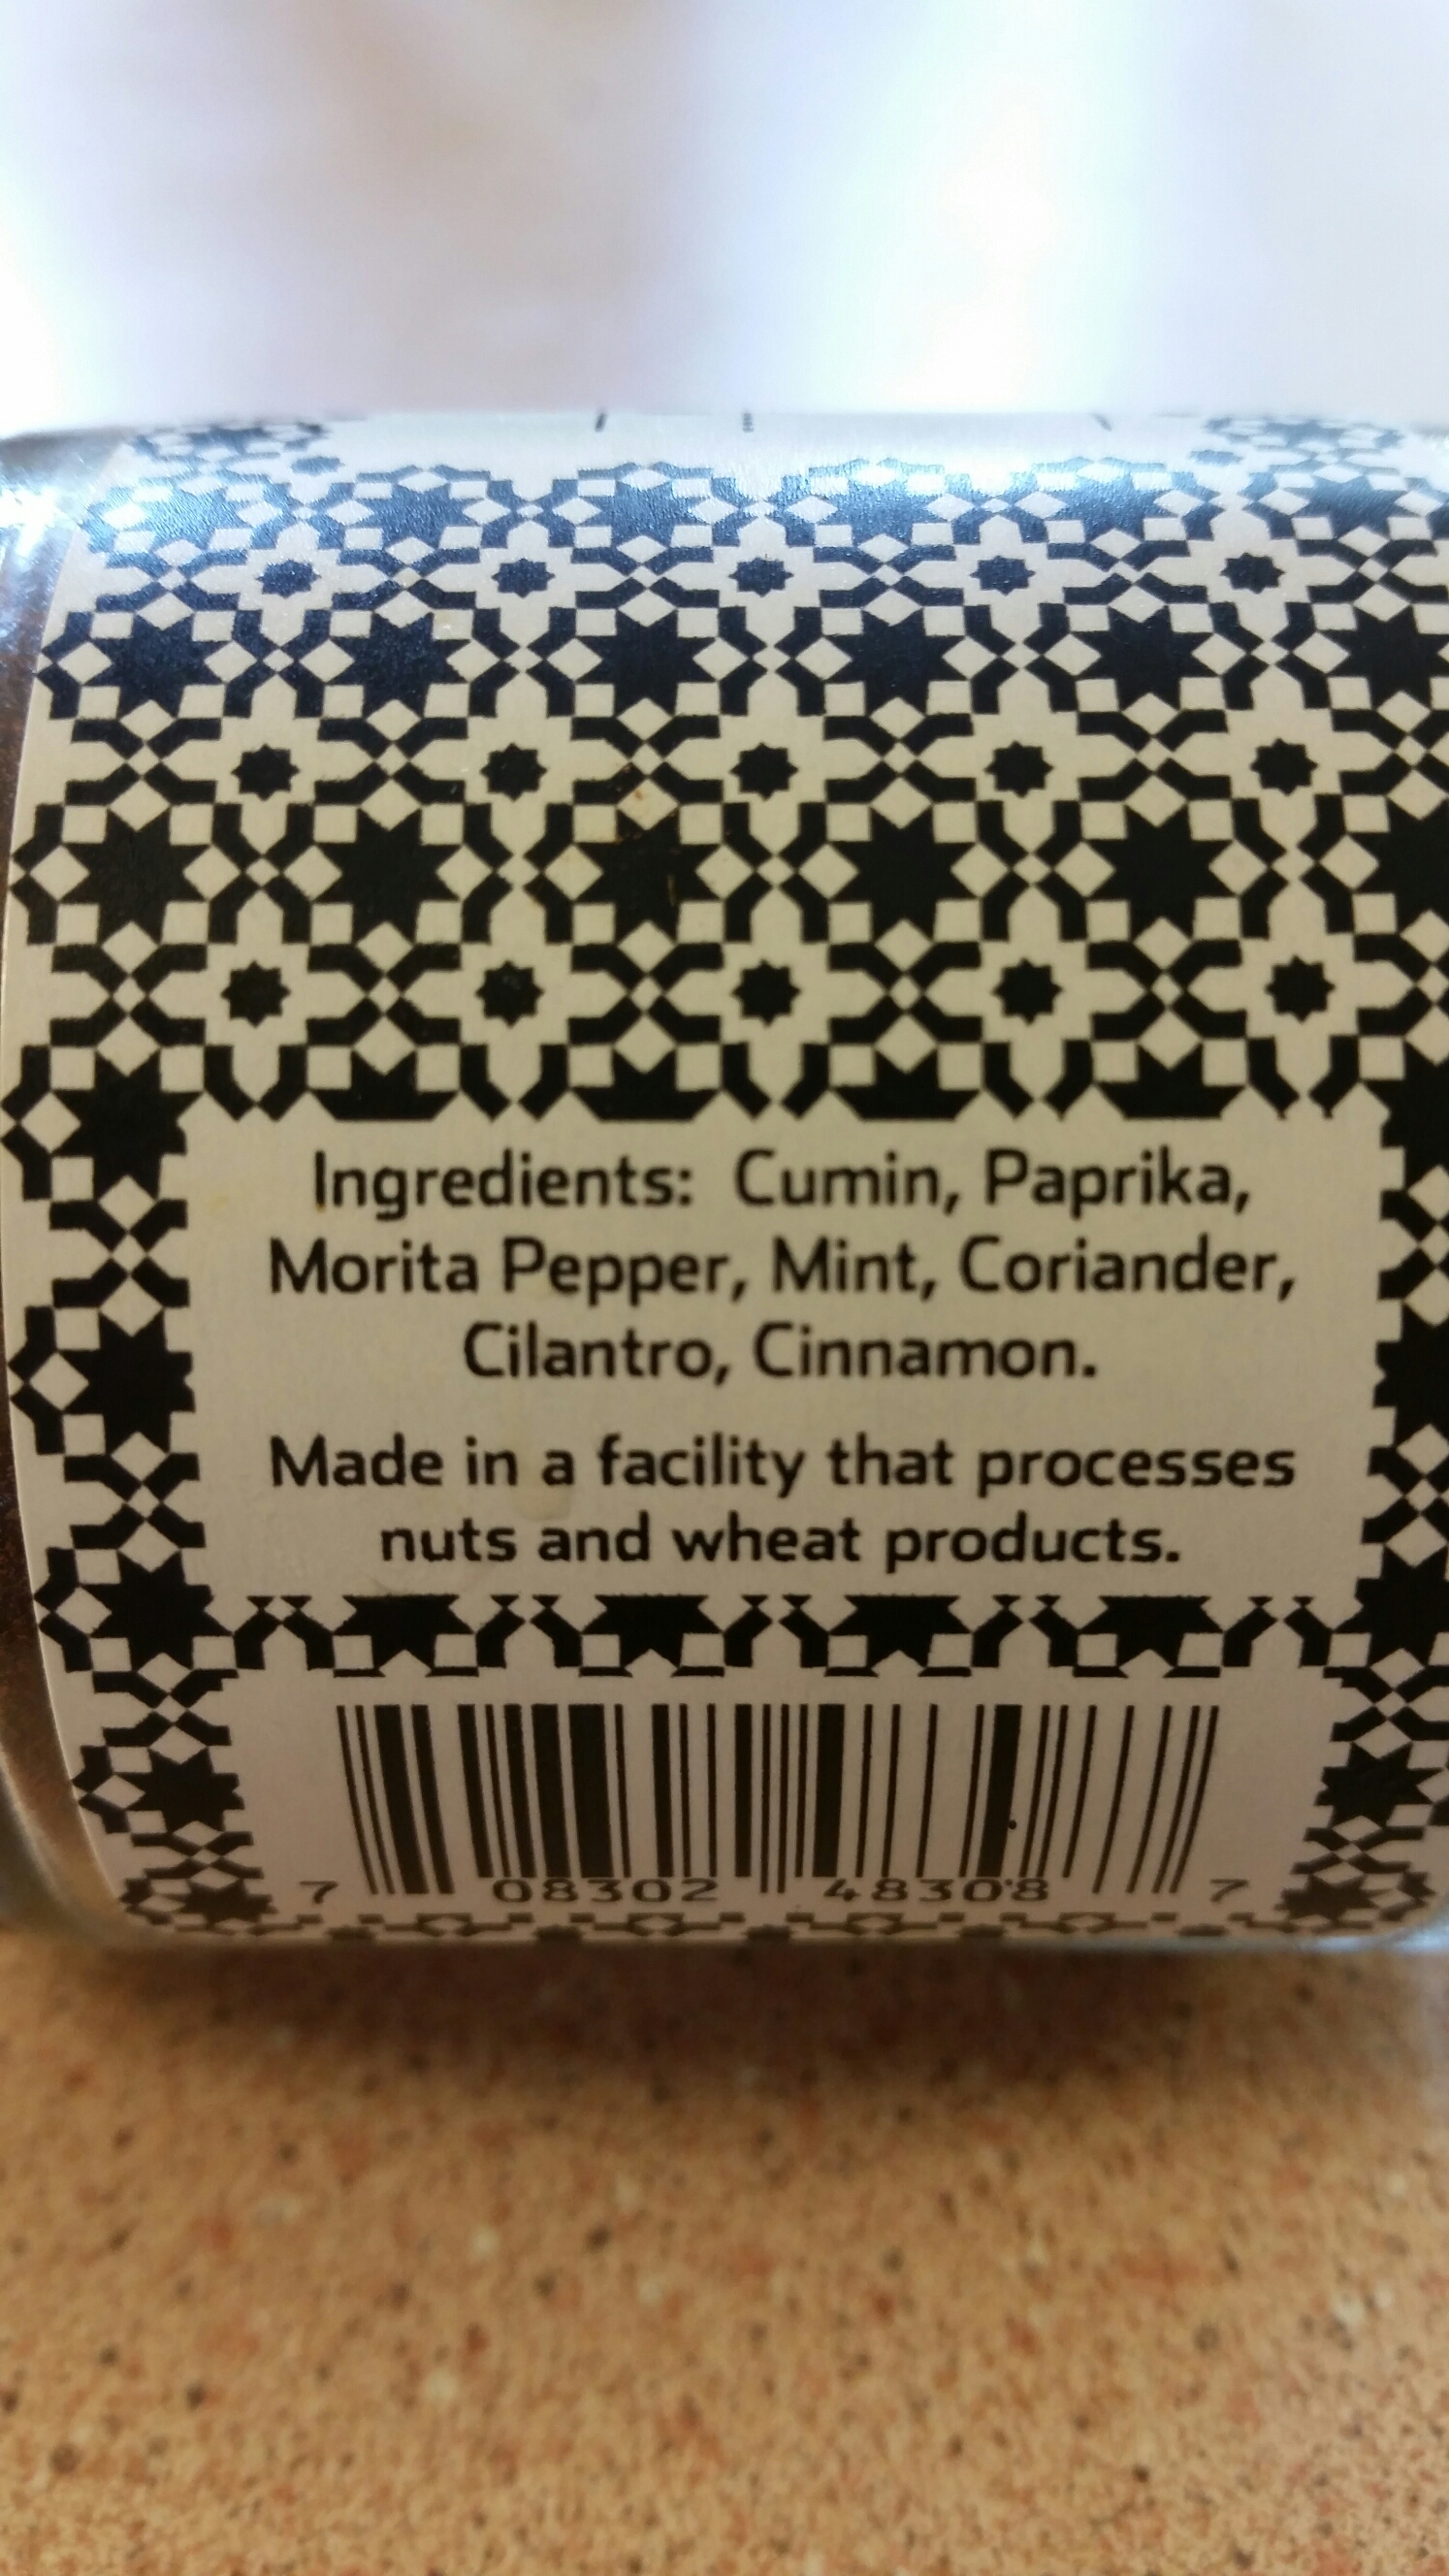 Ingredients: Cumin, Paprika,
Morita Pepper, Mint, Coriander,
Cilantro, Cinnamon.
Made in a facility that processes
nuts and wheat products.
7 08302 48308 7